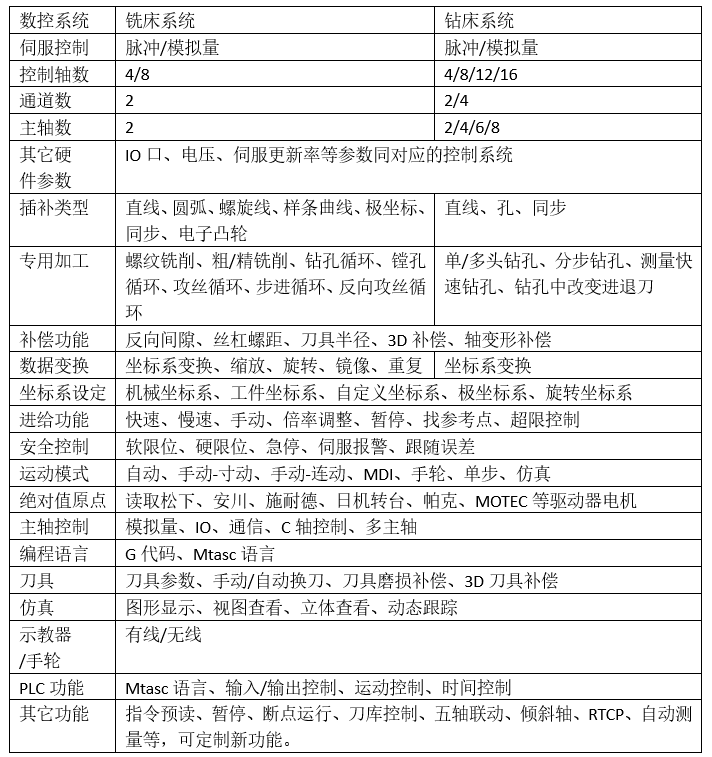 数控系统 铣床系统 钻床系统
伺服控制 脉冲/模拟量 脉冲/模拟量
控制轴数 4/8 4/8/12/16
通道数 2 2/4
主轴数 2 2/4/6/8
其它硬 IO 口、电压、伺服更新率等参数同对应的控制系统
件参数
插补类型 直线、圆弧、螺旋线、样条曲线、极坐标、 直线、孔、同步
同步、电子凸轮
专用加工 螺纹铣削、粗/精铣削、钻孔循环、镗孔 单/多头钻孔、分步钻孔、测量快
循环、攻丝循环、步进循环、反向攻丝循 速钻孔、钻孔中改变进退刀
环
补偿功能 反向间隙、丝杠螺距、刀具半径、3D 补偿、轴变形补偿
数据变换 坐标系变换、缩放、旋转、镜像、重复 坐标系变换
坐标系设定 机械坐标系、工件坐标系、自定义坐标系、极坐标系、旋转坐标系
进给功能 快速、慢速、手动、倍率调整、暂停、找参考点、超限控制
安全控制 软限位、硬限位、急停、伺服报警、跟随误差
运动模式 自动、手动-寸动、手动-连动、MDI、手轮、单步、仿真
绝对值原点 读取松下、安川、施耐德、日机转台、帕克、MOTEC 等驱动器电机
主轴控制 模拟量、IO、通信、C 轴控制、多主轴
编程语言 G 代码、Mtasc 语言
刀具 刀具参数、手动/自动换刀、刀具磨损补偿、3D 刀具补偿
仿真 图形显示、视图查看、立体查看、动态跟踪
示教器 有线/无线
/手轮
PLC 功能 Mtasc 语言、输入/输出控制、运动控制、时间控制
其它功能 指令预读、暂停、断点运行、刀库控制、五轴联动、倾斜轴、RTCP、自动测
量等，可定制新功能。